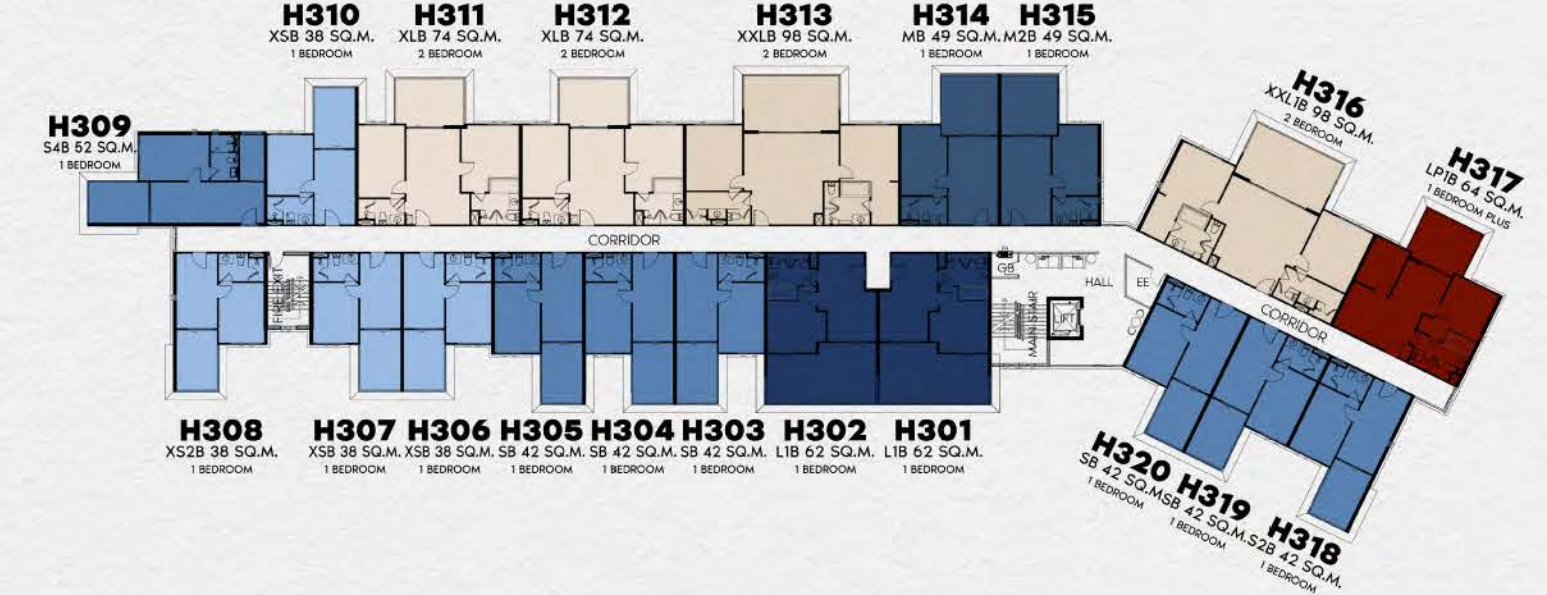 H310
XSB 38 SQ.M.
1 BEDROOM
H311
XLB 74 SQ.M.
2 BEDROOM
H312
XLB 74 SQ.M.
2 BEDROOM
H313
XXLB 98 SQ.M.
2 BEDROOM
H314
MB 49 SQ.M.
1 BEDROOM
H315
M2B 49 SQ.M.
1 BEDROOM
H316
XXL1B 98 SQ.M.
2 BEDROOM
H317
LP1B 64 SQ.M.
1 BEDROOM PLUS
H309
S4B 52 SQ.M.
1 BEDROOM
CORRIDOR
FIRE EXIT
GB
HALL
EE
LIFT
MAIN STAIR
CORRIDOR
H308
XS2B 38 SQ.M.
1 BEDROOM
H307
XSB 38 SQ.M.
1 BEDROOM
H306
XSB 38 SQ.M.
1 BEDROOM
H305
SB 42 SQ.M.
1 BEDROOM
H304
SB 42 SQ.M.
1 BEDROOM
H303
SB 42 SQ.M.
1 BEDROOM
H302
L1B 62 SQ.M.
1 BEDROOM
H301
L1B 62 SQ.M.
1 BEDROOM
H320
SB 42 SQ.M.
1 BEDROOM
H319
SB 42 SQ.M.
1 BEDROOM
H318
S2B 42 SQ.M.
1 BEDROOM